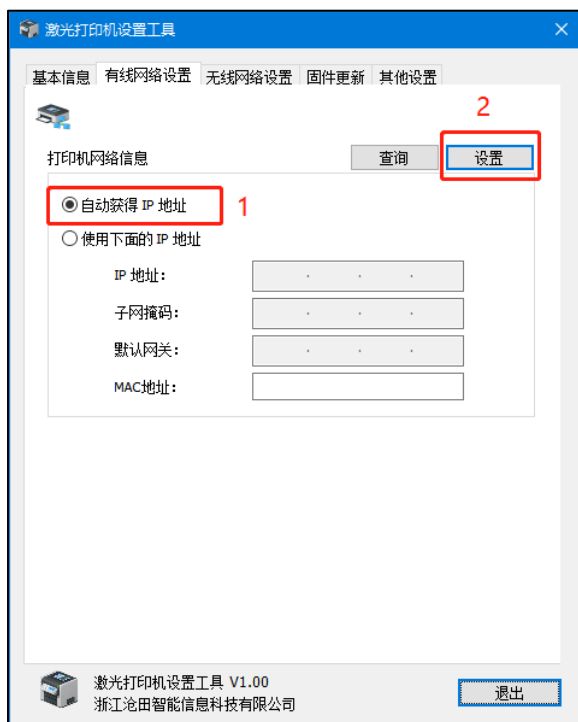 激光打印机设置工具
基本信息 有线网络设置 无线网络设置 固件更新 其他设置
2
打印机网络信息 查询 设置
自动获得 IP 地址 1
使用下面的 IP 地址
IP 地址：
子网掩码：
默认网关：
MAC地址：
激光打印机设置工具 V1.00
浙江沧田智能信息科技有限公司
退出